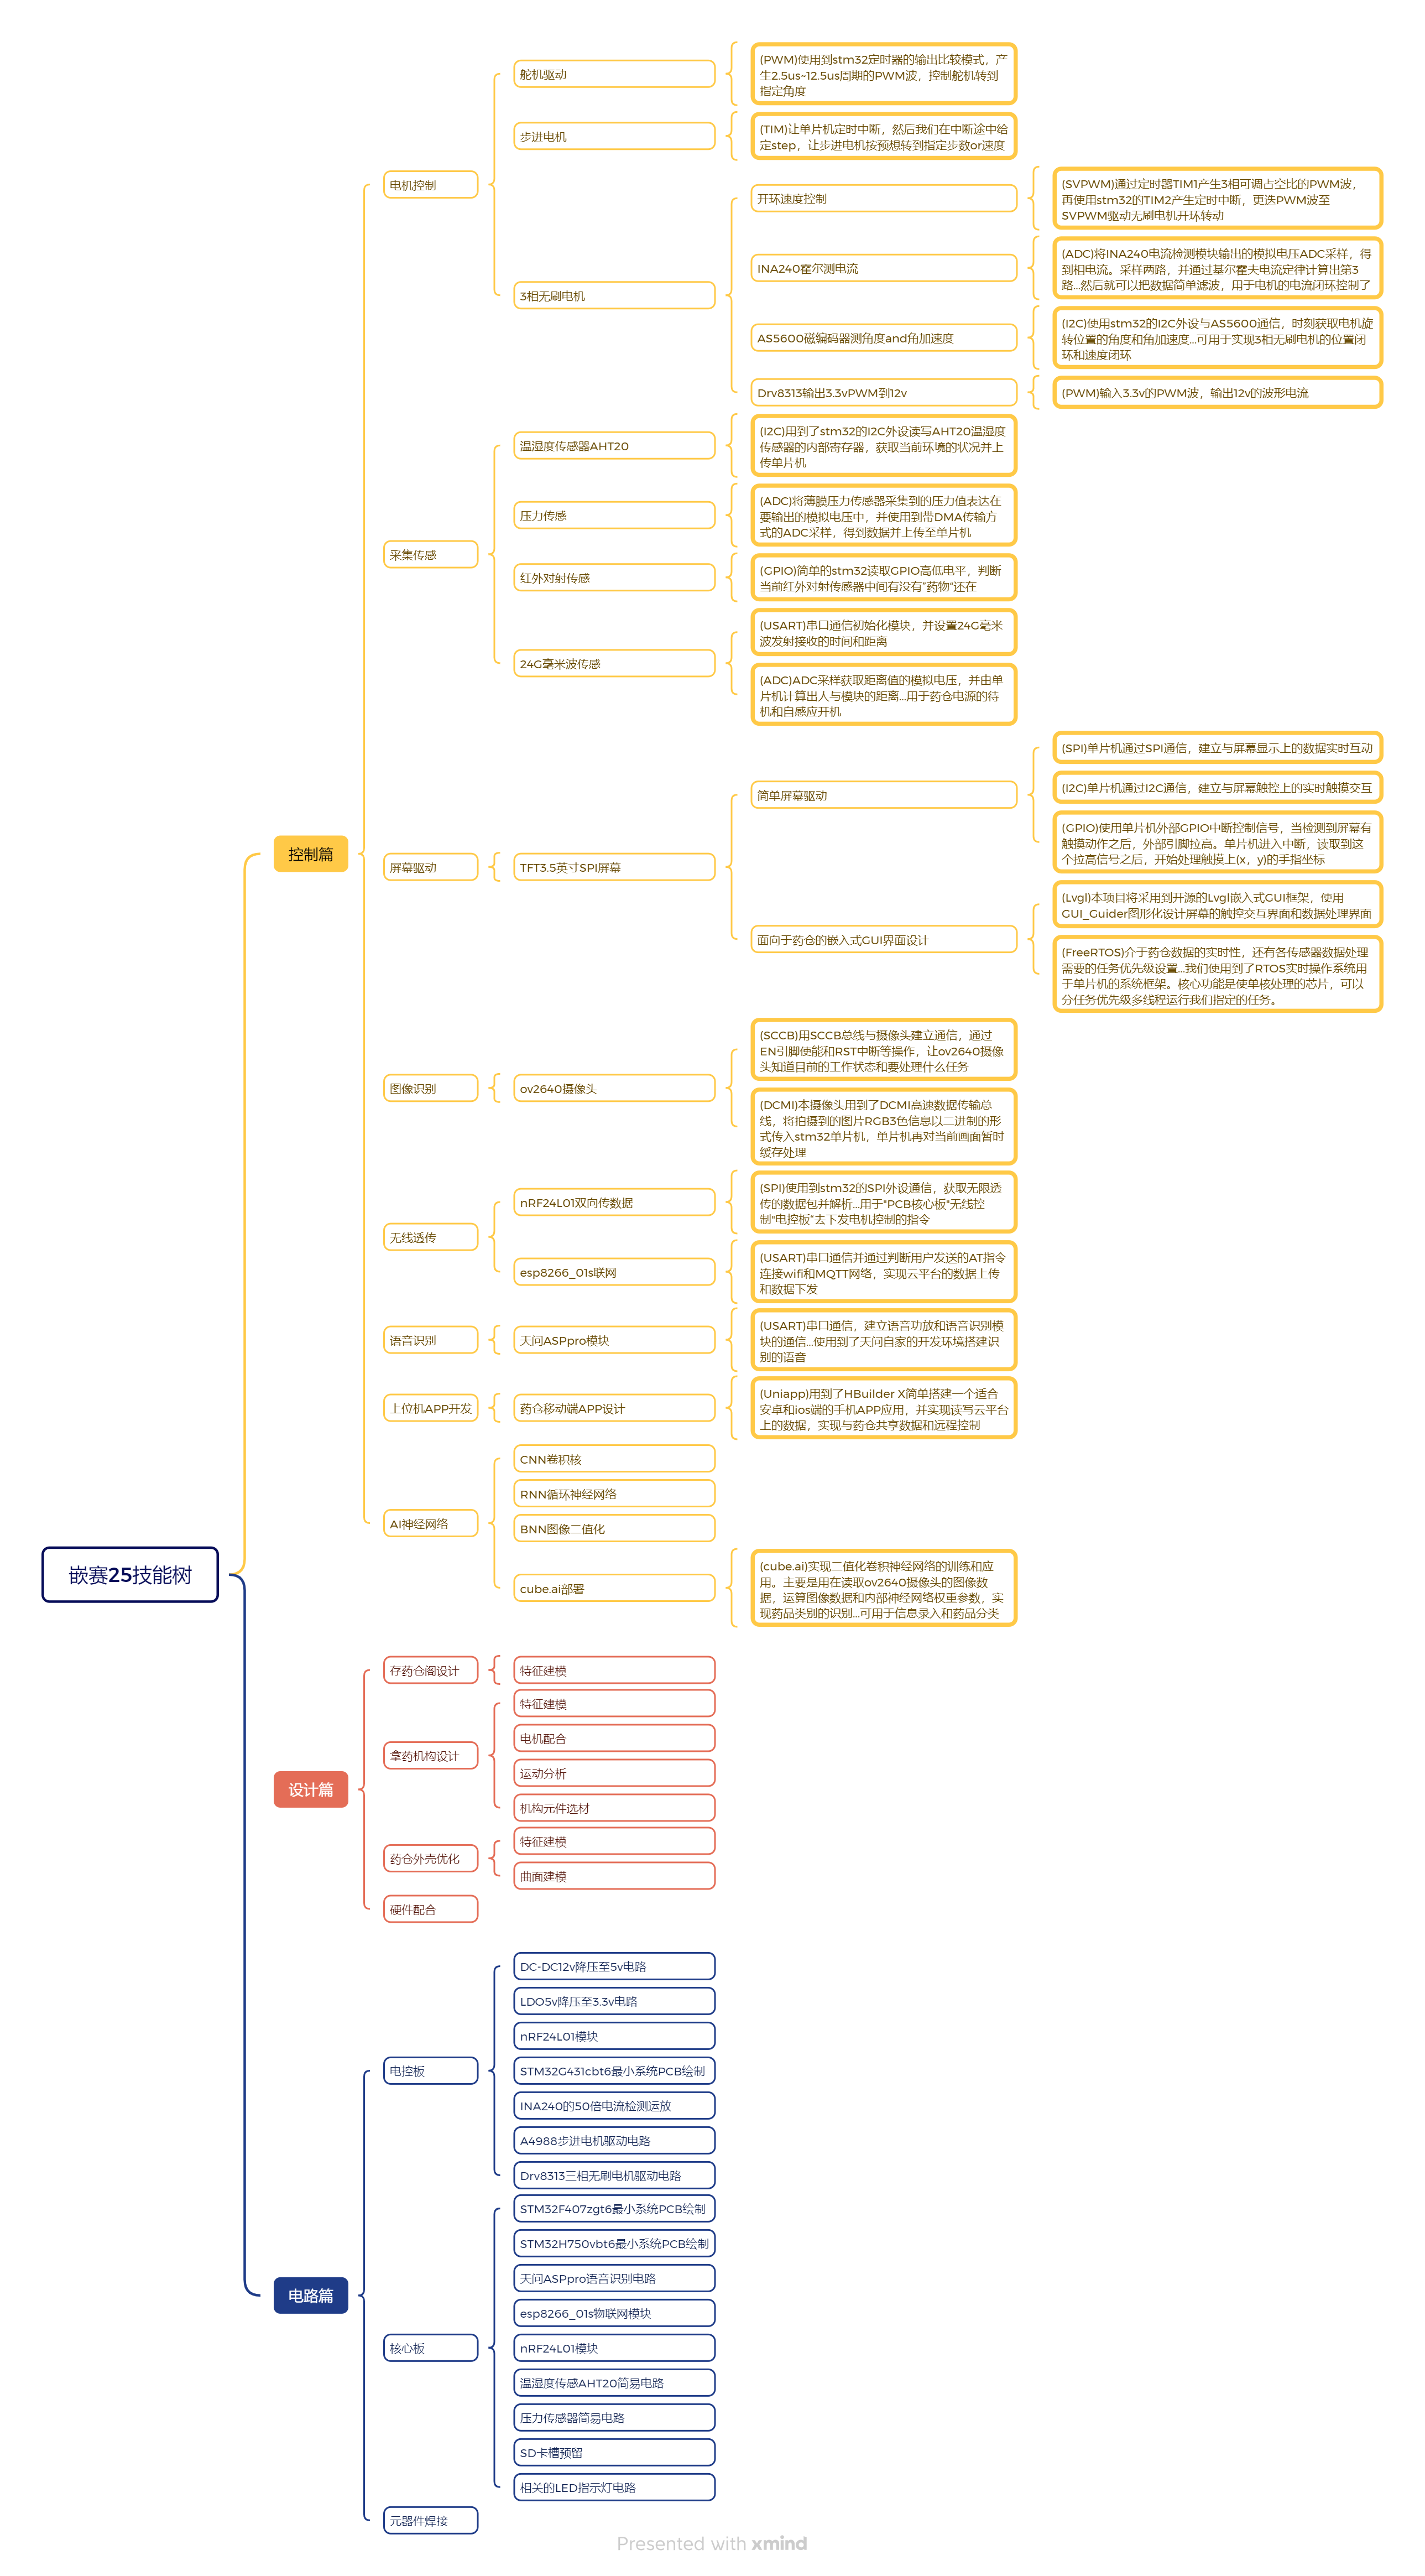 嵌赛25技能树
控制篇
电机控制
舵机驱动
(PWM)使用到stm32定时器的输出比较模式，产
生2.5us~12.5us周期的PWM波，控制舵机转到
指定角度
步进电机
(TIM)让单片机定时中断，然后我们在中断途中给
定step，让步进电机按预想转到指定步数or速度
3相无刷电机
开环速度控制
(SVPWM)通过定时器TIM1产生3相可调占空比的PWM波，
再使用stm32的TIM2产生定时中断，更迭PWM波至
SVPWM驱动无刷电机开环转动
INA240霍尔测电流
(ADC)将INA240电流检测模块输出的模拟电压ADC采样，得
到相电流。采样两路，并通过基尔霍夫电流定律计算出第3
路...然后就可以把数据简单滤波，用于电机的电流闭环控制了
AS5600磁编码器测角度and角加速度
(I2C)使用stm32的I2C外设与AS5600通信，时刻获取电机旋
转位置的角度和角加速度...可用于实现3相无刷电机的位置闭
环和速度闭环
Drv8313输出3.3vPWM到12v
(PWM)输入3.3v的PWM波，输出12v的波形电流
采集传感
温湿度传感器AHT20
(I2C)用到了stm32的I2C外设读写AHT20温湿度
传感器的内部寄存器，获取当前环境的状况并上
传单片机
压力传感
(ADC)将薄膜压力传感器采集到的压力值表达在
要输出的模拟电压中，并使用到带DMA传输方
式的ADC采样，得到数据并上传至单片机
红外对射传感
(GPIO)简单的stm32读取GPIO高低电平，判断
当前红外对射传感器中间有没有"药物"还在
24G毫米波传感
(USART)串口通信初始化模块，并设置24G毫米
波发射接收的时间和距离
(ADC)ADC采样获取距离值的模拟电压，并由单
片机计算出人与模块的距离...用于药仓电源的待
机和自感应开机
屏幕驱动
TFT3.5英寸SPI屏幕
简单屏幕驱动
(SPI)单片机通过SPI通信，建立与屏幕显示上的数据实时互动
(I2C)单片机通过I2C通信，建立与屏幕触控上的实时触摸交互
(GPIO)使用单片机外部GPIO中断控制信号，当检测到屏幕有
触摸动作之后，外部引脚拉高。单片机进入中断，读取到这
个拉高信号之后，开始处理触摸上(x，y)的手指坐标
面向于药仓的嵌入式GUI界面设计
(Lvgl)本项目将采用到开源的Lvgl嵌入式GUI框架，使用
GUI_Guider图形化设计屏幕的触控交互界面和数据处理界面
(FreeRTOS)介于药仓数据的实时性，还有各传感器数据处理
需要的任务优先级设置...我们使用到了RTOS实时操作系统用
于单片机的系统框架。核心功能是使单核处理的芯片，可以
分任务优先级多线程运行我们指定的任务。
图像识别
ov2640摄像头
(SCCB)用SCCB总线与摄像头建立通信，通过
EN引脚使能和RST中断等操作，让ov2640摄像
头知道目前的工作状态和要处理什么任务
(DCMI)本摄像头用到了DCMI高速数据传输总
线，将拍摄到的图片RGB3色信息以二进制的形
式传入stm32单片机，单片机再对当前画面暂时
缓存处理
无线透传
nRF24L01双向传数据
(SPI)使用到stm32的SPI外设通信，获取无限透
传的数据包并解析...用于"PCB核心板"无线控
制"电控板"去下发电机控制的指令
esp8266_01s联网
(USART)串口通信并通过判断用户发送的AT指令
连接wifi和MQTT网络，实现云平台的数据上传
和数据下发
语音识别
天问ASPpro模块
(USART)串口通信，建立语音功放和语音识别模
块的通信...使用到了天问自家的开发环境搭建识
别的语音
上位机APP开发
药仓移动端APP设计
(Uniapp)用到了HBuilder X简单搭建一个适合
安卓和ios端的手机APP应用，并实现读写云平台
上的数据，实现与药仓共享数据和远程控制
AI神经网络
CNN卷积核
RNN循环神经网络
BNN图像二值化
cube.ai部署
(cube.ai)实现二值化卷积神经网络的训练和应
用。主要是用在读取ov2640摄像头的图像数
据，运算图像数据和内部神经网络权重参数，实
现药品类别的识别...可用于信息录入和药品分类
设计篇
存药仓阁设计
特征建模
拿药机构设计
特征建模
电机配合
运动分析
机构元件选材
药仓外壳优化
特征建模
曲面建模
硬件配合
电路篇
电控板
DC-DC12v降压至5v电路
LDO5v降压至3.3v电路
nRF24L01模块
STM32G431cbt6最小系统PCB绘制
INA240的50倍电流检测运放
A4988步进电机驱动电路
Drv8313三相无刷电机驱动电路
核心板
STM32F407zgt6最小系统PCB绘制
STM32H750vbt6最小系统PCB绘制
天问ASPpro语音识别电路
esp8266_01s物联网模块
nRF24L01模块
温湿度传感AHT20简易电路
压力传感器简易电路
SD卡槽预留
相关的LED指示灯电路
元器件焊接
Presented with xmind